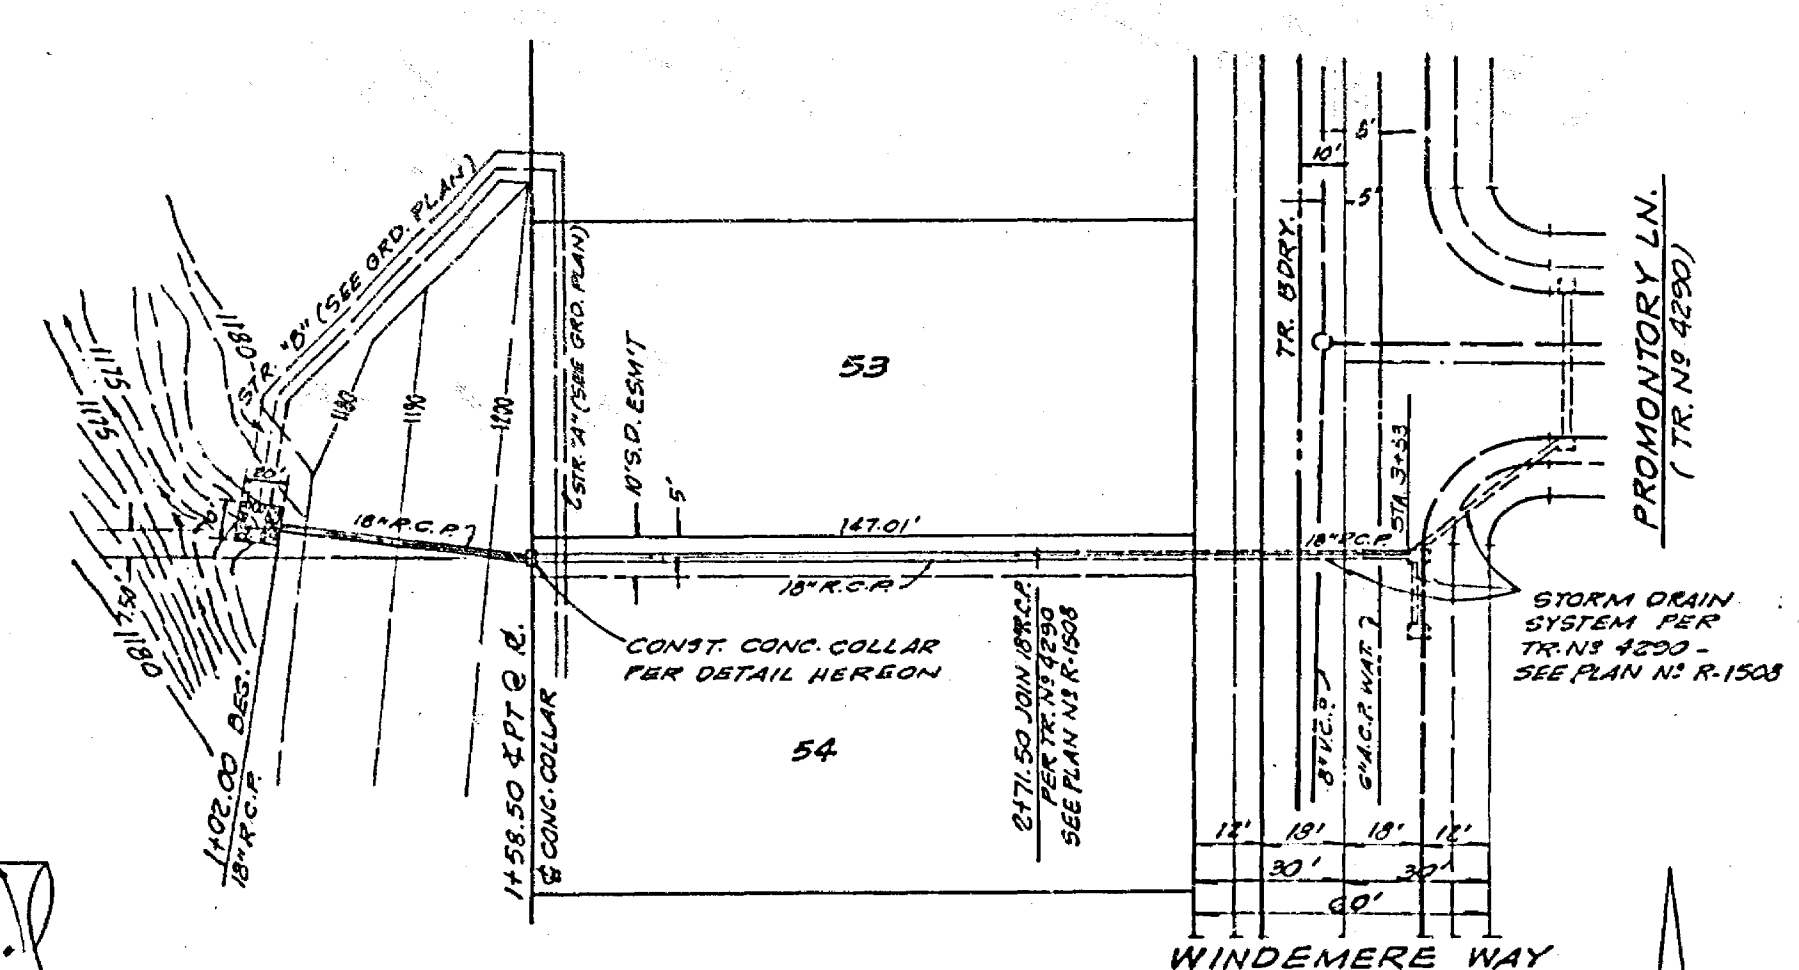 STR. "B" (SEE GRD. PLAN)
STR. "A" (SEE GRD. PLAN)
1180
1175
1175
1180
1190
1200
20'
10'
7.50'
1180
18" R.C.P.
10' S.D. ESM'T
5'
53
147.01'
18" R.C.P.
54
CONST. CONC. COLLAR
PER DETAIL HEREON
1+02.00 BEG.
18" R.C.P.
1+58.50 ∡PT @ ℞.
& CONC. COLLAR
2+71.50 JOIN 18" R.C.P.
PER TR. Nº 4290
SEE PLAN Nº R-1508
TR. BDRY.
10'
5'
STA. 3+53
18" R.C.P.
8" V.C.P.
6" A.C.P. WAT.
PROMONTORY LN.
(TR. Nº 4290)
STORM DRAIN
SYSTEM PER
TR. Nº 4290 -
SEE PLAN Nº R-1508
12' 18' 18' 12'
30' 30'
60'
WINDEMERE WAY